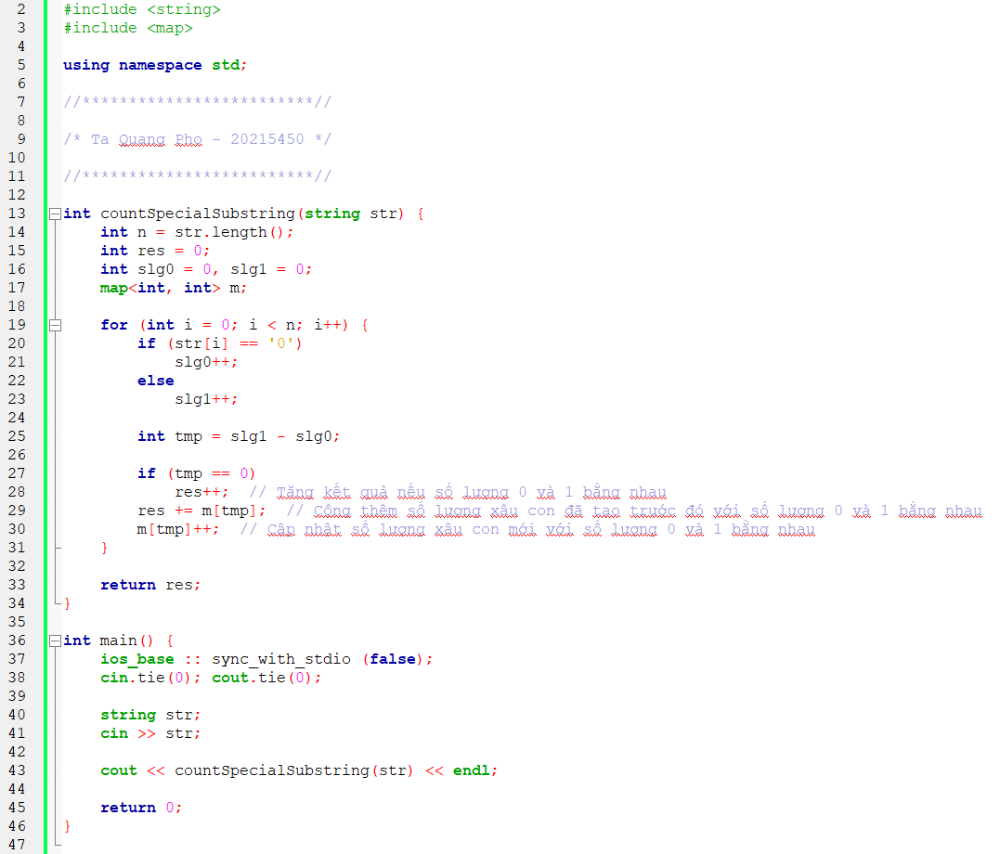 2 #include <string>
3 #include <map>
4
5 using namespace std;
6
7 //*************************//
8
9 /* Ta Quang Pho - 20215450 */
10
11 //*************************//
12
13 int countSpecialSubstring(string str) {
14     int n = str.length();
15     int res = 0;
16     int slg0 = 0, slg1 = 0;
17     map<int, int> m;
18
19     for (int i = 0; i < n; i++) {
20         if (str[i] == '0')
21             slg0++;
22         else
23             slg1++;
24
25         int tmp = slg1 - slg0;
26
27         if (tmp == 0)
28             res++;  // Tăng kết quả nếu số lượng 0 và 1 bằng nhau
29         res += m[tmp];  // Cộng thêm số lượng xâu con đã tạo trước đó với số lượng 0 và 1 bằng nhau
30         m[tmp]++;  // Cập nhật số lượng xâu con mới với số lượng 0 và 1 bằng nhau
31     }
32
33     return res;
34 }
35
36 int main() {
37     ios_base :: sync_with_stdio (false);
38     cin.tie(0); cout.tie(0);
39
40     string str;
41     cin >> str;
42
43     cout << countSpecialSubstring(str) << endl;
44
45     return 0;
46 }
47